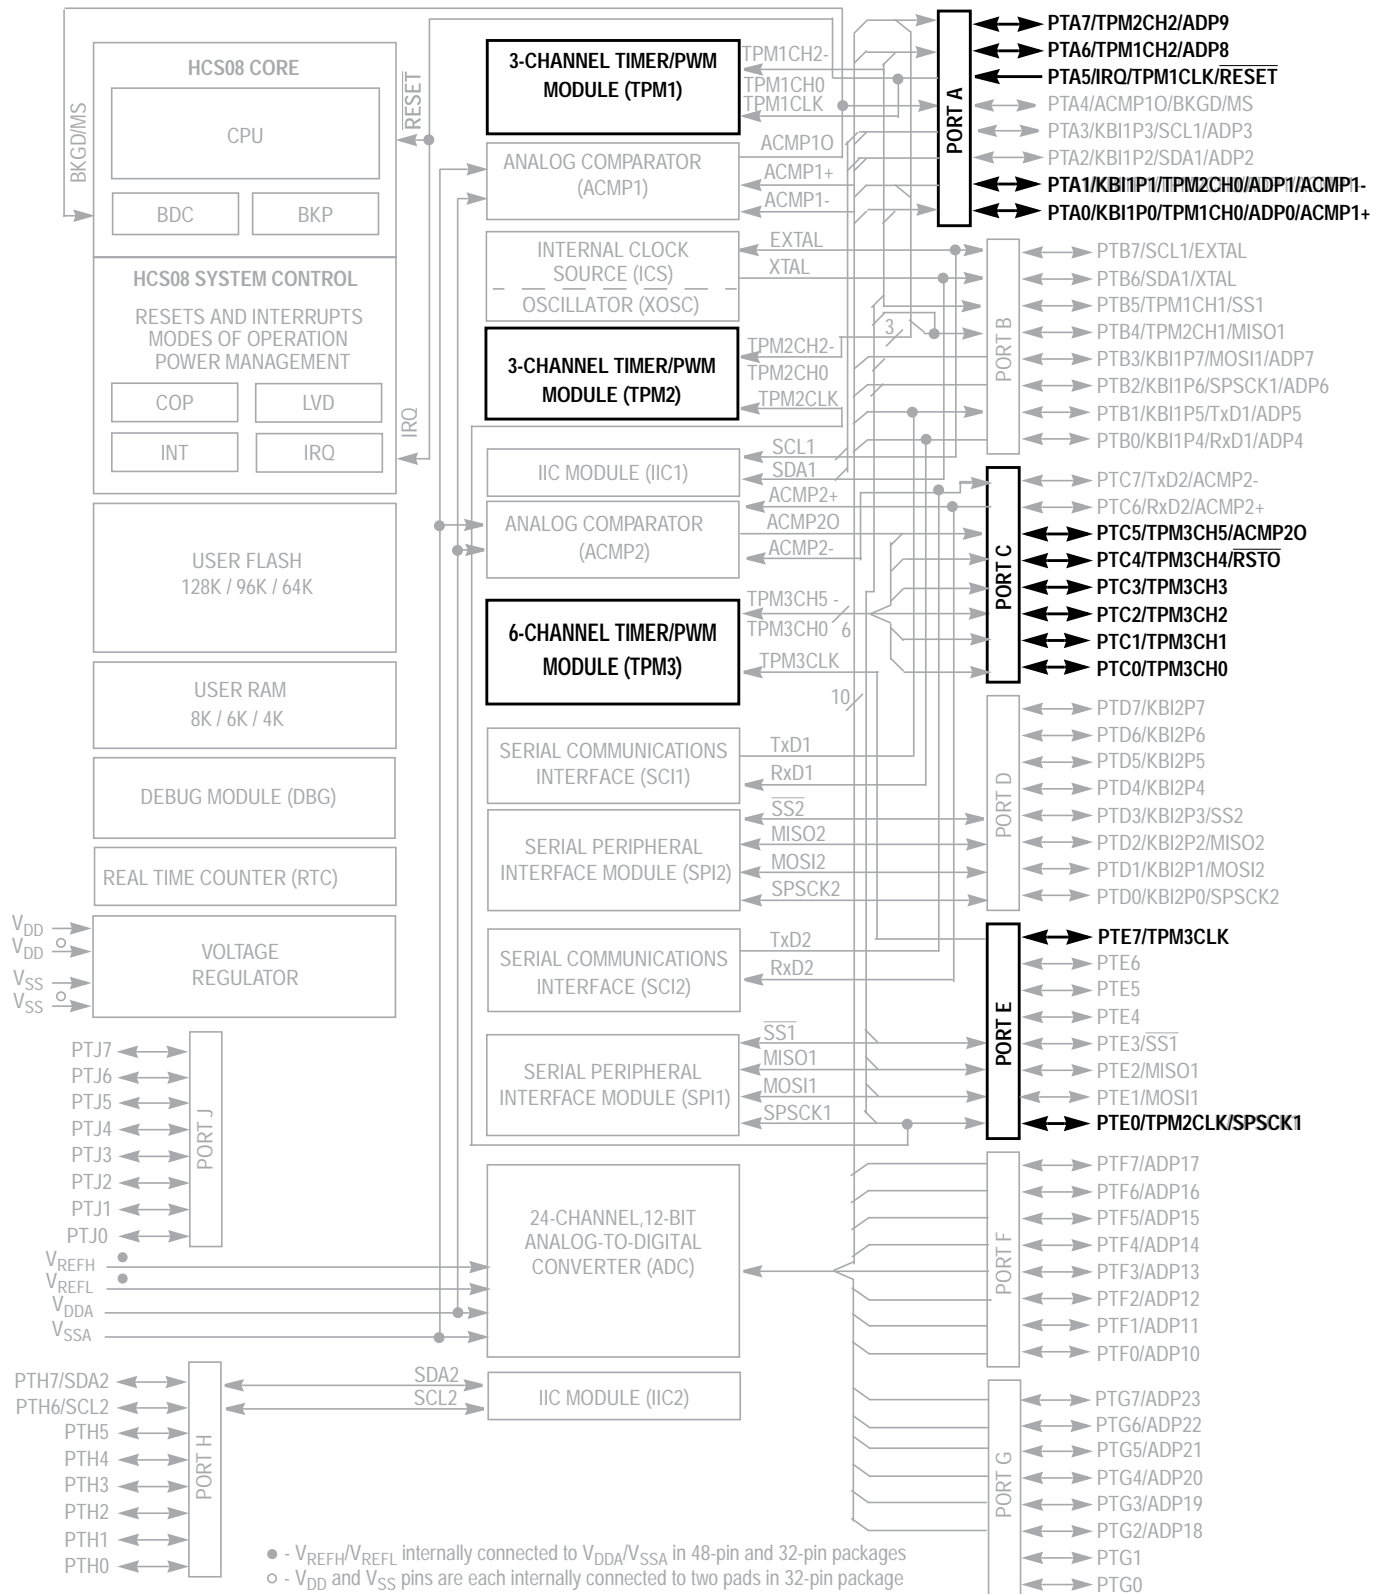 HCS08 CORE
CPU
BDC
BKP
BKGD/MS
RESET
HCS08 SYSTEM CONTROL
RESETS AND INTERRUPTS
MODES OF OPERATION
POWER MANAGEMENT
COP
LVD
INT
IRQ
IRQ
USER FLASH
128K / 96K / 64K
USER RAM
8K / 6K / 4K
DEBUG MODULE (DBG)
REAL TIME COUNTER (RTC)
VOLTAGE
REGULATOR
VDD
VDD
VSS
VSS
PTJ7
PTJ6
PTJ5
PTJ4
PTJ3
PTJ2
PTJ1
PTJ0
PORT J
VREFH
VREFL
VDDA
VSSA
PTH7/SDA2
PTH6/SCL2
PTH5
PTH4
PTH3
PTH2
PTH1
PTH0
PORT H
3-CHANNEL TIMER/PWM
MODULE (TPM1)
TPM1CH2-
TPM1CH0
TPM1CLK
ANALOG COMPARATOR
(ACMP1)
ACMP1O
ACMP1+
ACMP1-
INTERNAL CLOCK
SOURCE (ICS)
OSCILLATOR (XOSC)
EXTAL
XTAL
3-CHANNEL TIMER/PWM
MODULE (TPM2)
TPM2CH2-
TPM2CH0
TPM2CLK
3
IIC MODULE (IIC1)
SCL1
SDA1
ANALOG COMPARATOR
(ACMP2)
ACMP2+
ACMP2O
ACMP2-
6-CHANNEL TIMER/PWM
MODULE (TPM3)
TPM3CH5 -
TPM3CH0 6
TPM3CLK
10
SERIAL COMMUNICATIONS
INTERFACE (SCI1)
TxD1
RxD1
SERIAL PERIPHERAL
INTERFACE MODULE (SPI2)
SS2
MISO2
MOSI2
SPSCK2
SERIAL COMMUNICATIONS
INTERFACE (SCI2)
TxD2
RxD2
SERIAL PERIPHERAL
INTERFACE MODULE (SPI1)
SS1
MISO1
MOSI1
SPSCK1
24-CHANNEL,12-BIT
ANALOG-TO-DIGITAL
CONVERTER (ADC)
IIC MODULE (IIC2)
SDA2
SCL2
PORT A
PTA7/TPM2CH2/ADP9
PTA6/TPM1CH2/ADP8
PTA5/IRQ/TPM1CLK/RESET
PTA4/ACMP1O/BKGD/MS
PTA3/KBI1P3/SCL1/ADP3
PTA2/KBI1P2/SDA1/ADP2
PTA1/KBI1P1/TPM2CH0/ADP1/ACMP1-
PTA0/KBI1P0/TPM1CH0/ADP0/ACMP1+
PORT B
PTB7/SCL1/EXTAL
PTB6/SDA1/XTAL
PTB5/TPM1CH1/SS1
PTB4/TPM2CH1/MISO1
PTB3/KBI1P7/MOSI1/ADP7
PTB2/KBI1P6/SPSCK1/ADP6
PTB1/KBI1P5/TxD1/ADP5
PTB0/KBI1P4/RxD1/ADP4
PORT C
PTC7/TxD2/ACMP2-
PTC6/RxD2/ACMP2+
PTC5/TPM3CH5/ACMP2O
PTC4/TPM3CH4/RSTO
PTC3/TPM3CH3
PTC2/TPM3CH2
PTC1/TPM3CH1
PTC0/TPM3CH0
PORT D
PTD7/KBI2P7
PTD6/KBI2P6
PTD5/KBI2P5
PTD4/KBI2P4
PTD3/KBI2P3/SS2
PTD2/KBI2P2/MISO2
PTD1/KBI2P1/MOSI2
PTD0/KBI2P0/SPSCK2
PORT E
PTE7/TPM3CLK
PTE6
PTE5
PTE4
PTE3/SS1
PTE2/MISO1
PTE1/MOSI1
PTE0/TPM2CLK/SPSCK1
PORT F
PTF7/ADP17
PTF6/ADP16
PTF5/ADP15
PTF4/ADP14
PTF3/ADP13
PTF2/ADP12
PTF1/ADP11
PTF0/ADP10
PORT G
PTG7/ADP23
PTG6/ADP22
PTG5/ADP21
PTG4/ADP20
PTG3/ADP19
PTG2/ADP18
PTG1
PTG0
● - VREFH/VREFL internally connected to VDDA/VSSA in 48-pin and 32-pin packages
○ - VDD and VSS pins are each internally connected to two pads in 32-pin package